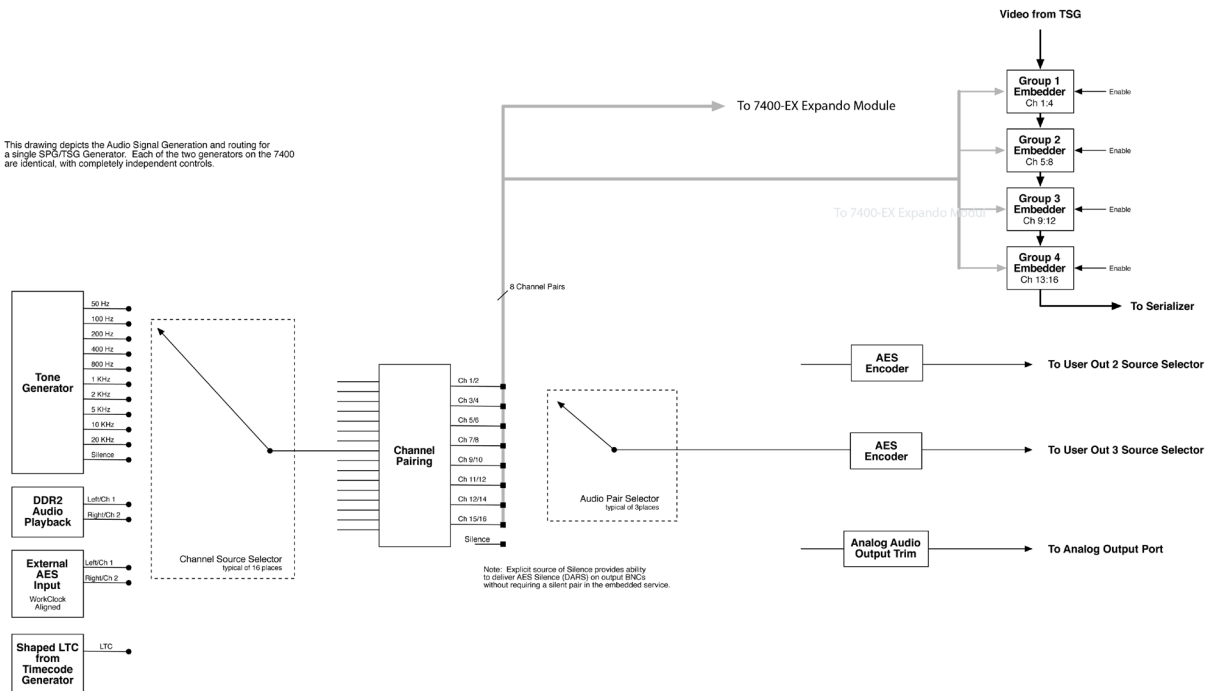 Video from TSG
Group 1
Embedder
Ch 1:4
Enable
To 7400-EX Expando Module
This drawing depicts the Audio Signal Generation and routing for
a single SPG/TSG Generator. Each of the two generators on the 7400
are identical, with completely independent controls.
Group 2
Embedder
Ch 5:8
Enable
Group 3
Embedder
Ch 9:12
Enable
To 7400-EX Expando Modul
Group 4
Embedder
Ch 13:16
Enable
8 Channel Pairs
To Serializer
Tone
Generator
50 Hz
100 Hz
200 Hz
400 Hz
800 Hz
1 KHz
2 KHz
5 KHz
10 KHz
20 KHz
Silence
DDR2
Audio
Playback
Left/Ch 1
Right/Ch 2
External
AES
Input
WorkClock
Aligned
Left/Ch 1
Right/Ch 2
Shaped LTC
from
Timecode
Generator
LTC
Channel Source Selector
typical of 16 places
Channel
Pairing
Ch 1/2
Ch 3/4
Ch 5/6
Ch 7/8
Ch 9/10
Ch 11/12
Ch 12/14
Ch 15/16
Silence
Audio Pair Selector
typical of 3places
Note: Explicit source of Silence provides ability
to deliver AES Silence (DARS) on output BNCs
without requiring a silent pair in the embedded service.
AES
Encoder
To User Out 2 Source Selector
AES
Encoder
To User Out 3 Source Selector
Analog Audio
Output Trim
To Analog Output Port